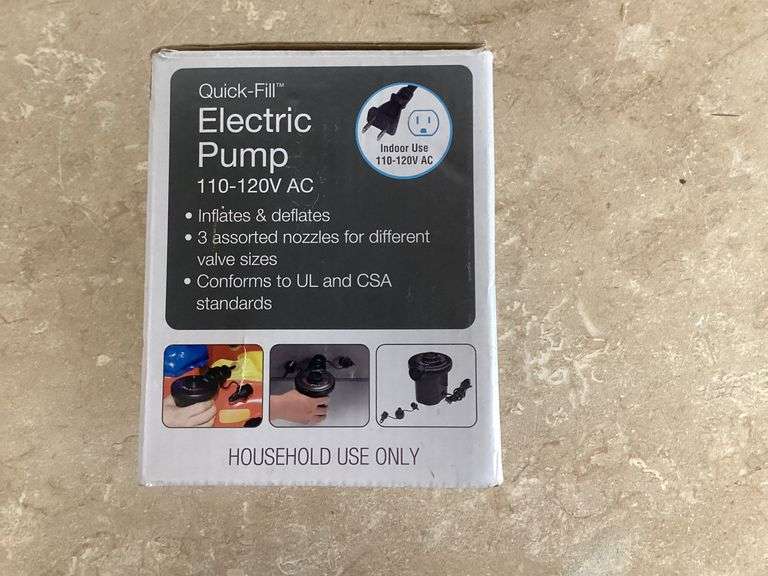 Quick-Fill™
Electric
Pump
110-120V AC
Indoor Use
110-120V AC
• Inflates & deflates
• 3 assorted nozzles for different
valve sizes
• Conforms to UL and CSA
standards
HOUSEHOLD USE ONLY